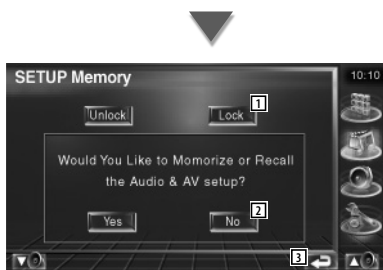 SETUP Memory
10:10
Unlock
Lock
1
Would You Like to Momorize or Recall
the Audio & AV setup?
Yes
No
2
3